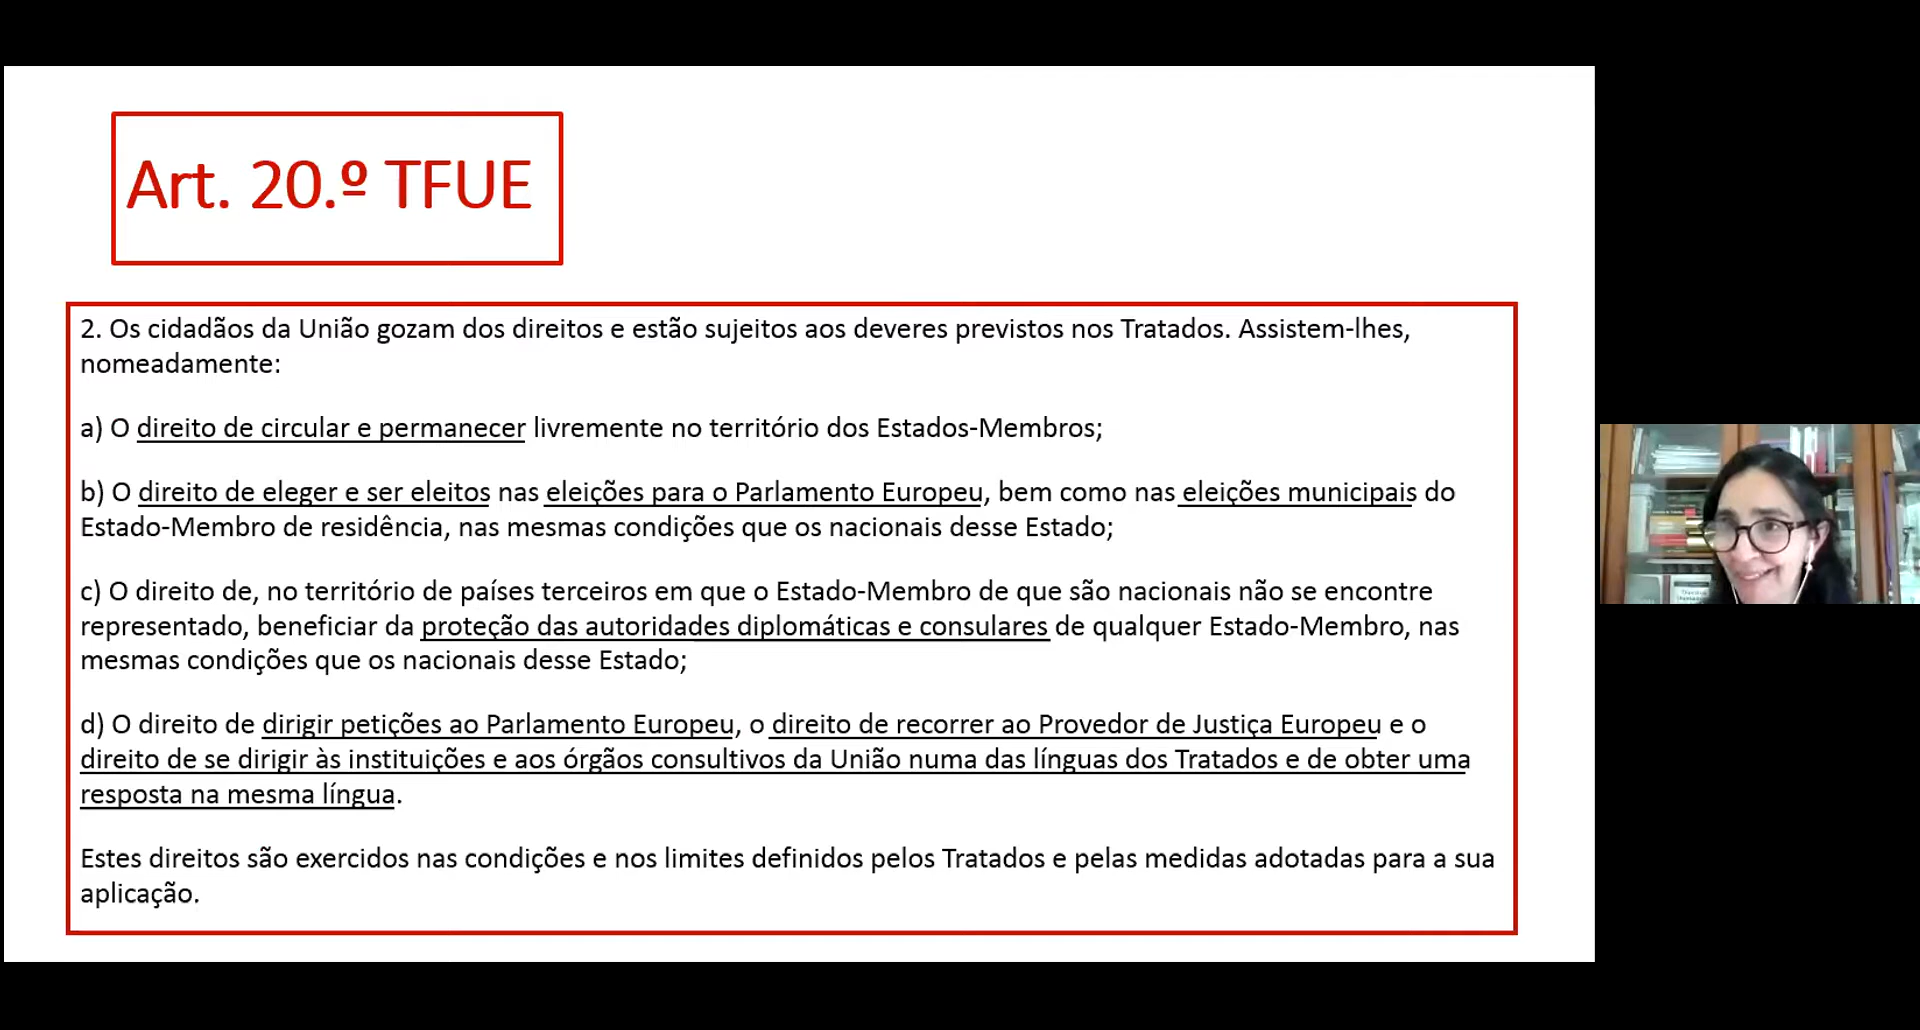 Art. 20.º TFUE
2. Os cidadãos da União gozam dos direitos e estão sujeitos aos deveres previstos nos Tratados. Assistem-lhes,
nomeadamente:
a) O direito de circular e permanecer livremente no território dos Estados-Membros;
b) O direito de eleger e ser eleitos nas eleições para o Parlamento Europeu, bem como nas eleições municipais do
Estado-Membro de residência, nas mesmas condições que os nacionais desse Estado;
c) O direito de, no território de países terceiros em que o Estado-Membro de que são nacionais não se encontre
representado, beneficiar da proteção das autoridades diplomáticas e consulares de qualquer Estado-Membro, nas
mesmas condições que os nacionais desse Estado;
d) O direito de dirigir petições ao Parlamento Europeu, o direito de recorrer ao Provedor de Justiça Europeu e o
direito de se dirigir às instituições e aos órgãos consultivos da União numa das línguas dos Tratados e de obter uma
resposta na mesma língua.
Estes direitos são exercidos nas condições e nos limites definidos pelos Tratados e pelas medidas adotadas para a sua
aplicação.